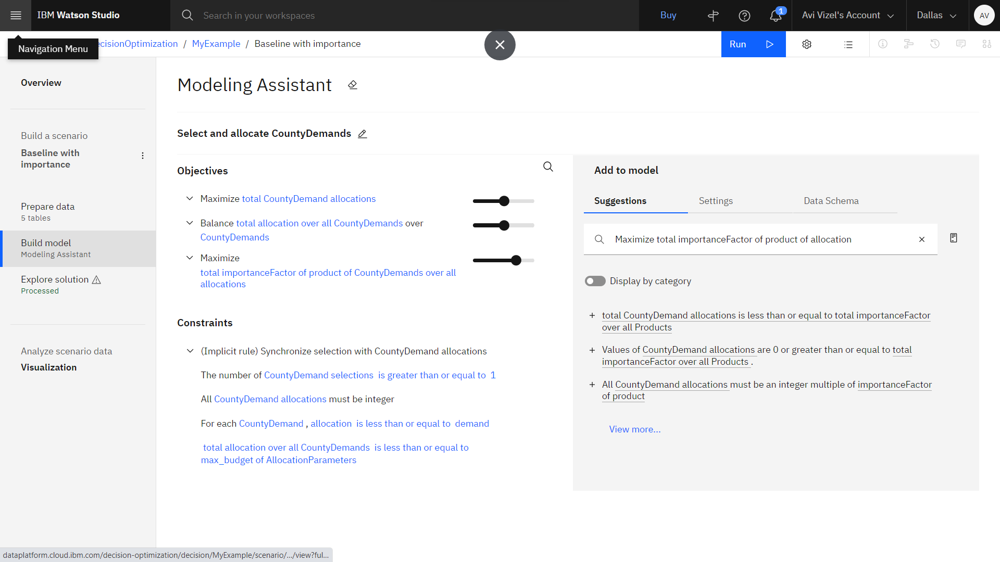 IBM Watson Studio
Search in your workspaces
Buy
1
Avi Vizel's Account
Dallas
AV
Navigation Menu
ecisionOptimization / MyExample / Baseline with importance
Run
Overview
Build a scenario
Baseline with
importance
Prepare data
5 tables
Build model
Modeling Assistant
Explore solution
Processed
Analyze scenario data
Visualization
Modeling Assistant
Select and allocate CountyDemands
Objectives
Maximize total CountyDemand allocations
Balance total allocation over all CountyDemands over
CountyDemands
Maximize
total importanceFactor of product of CountyDemands over all
allocations
Constraints
(Implicit rule) Synchronize selection with CountyDemand allocations
The number of CountyDemand selections is greater than or equal to 1
All CountyDemand allocations must be integer
For each CountyDemand , allocation is less than or equal to demand
total allocation over all CountyDemands is less than or equal to
max_budget of AllocationParameters
Add to model
Suggestions
Settings
Data Schema
Maximize total importanceFactor of product of allocation
Display by category
+ total CountyDemand allocations is less than or equal to total importanceFactor
over all Products
+ Values of CountyDemand allocations are 0 or greater than or equal to total
importanceFactor over all Products .
+ All CountyDemand allocations must be an integer multiple of importanceFactor
of product
View more...
dataplatform.cloud.ibm.com/decision-optimization/decision/MyExample/scenario/.../view?ful...